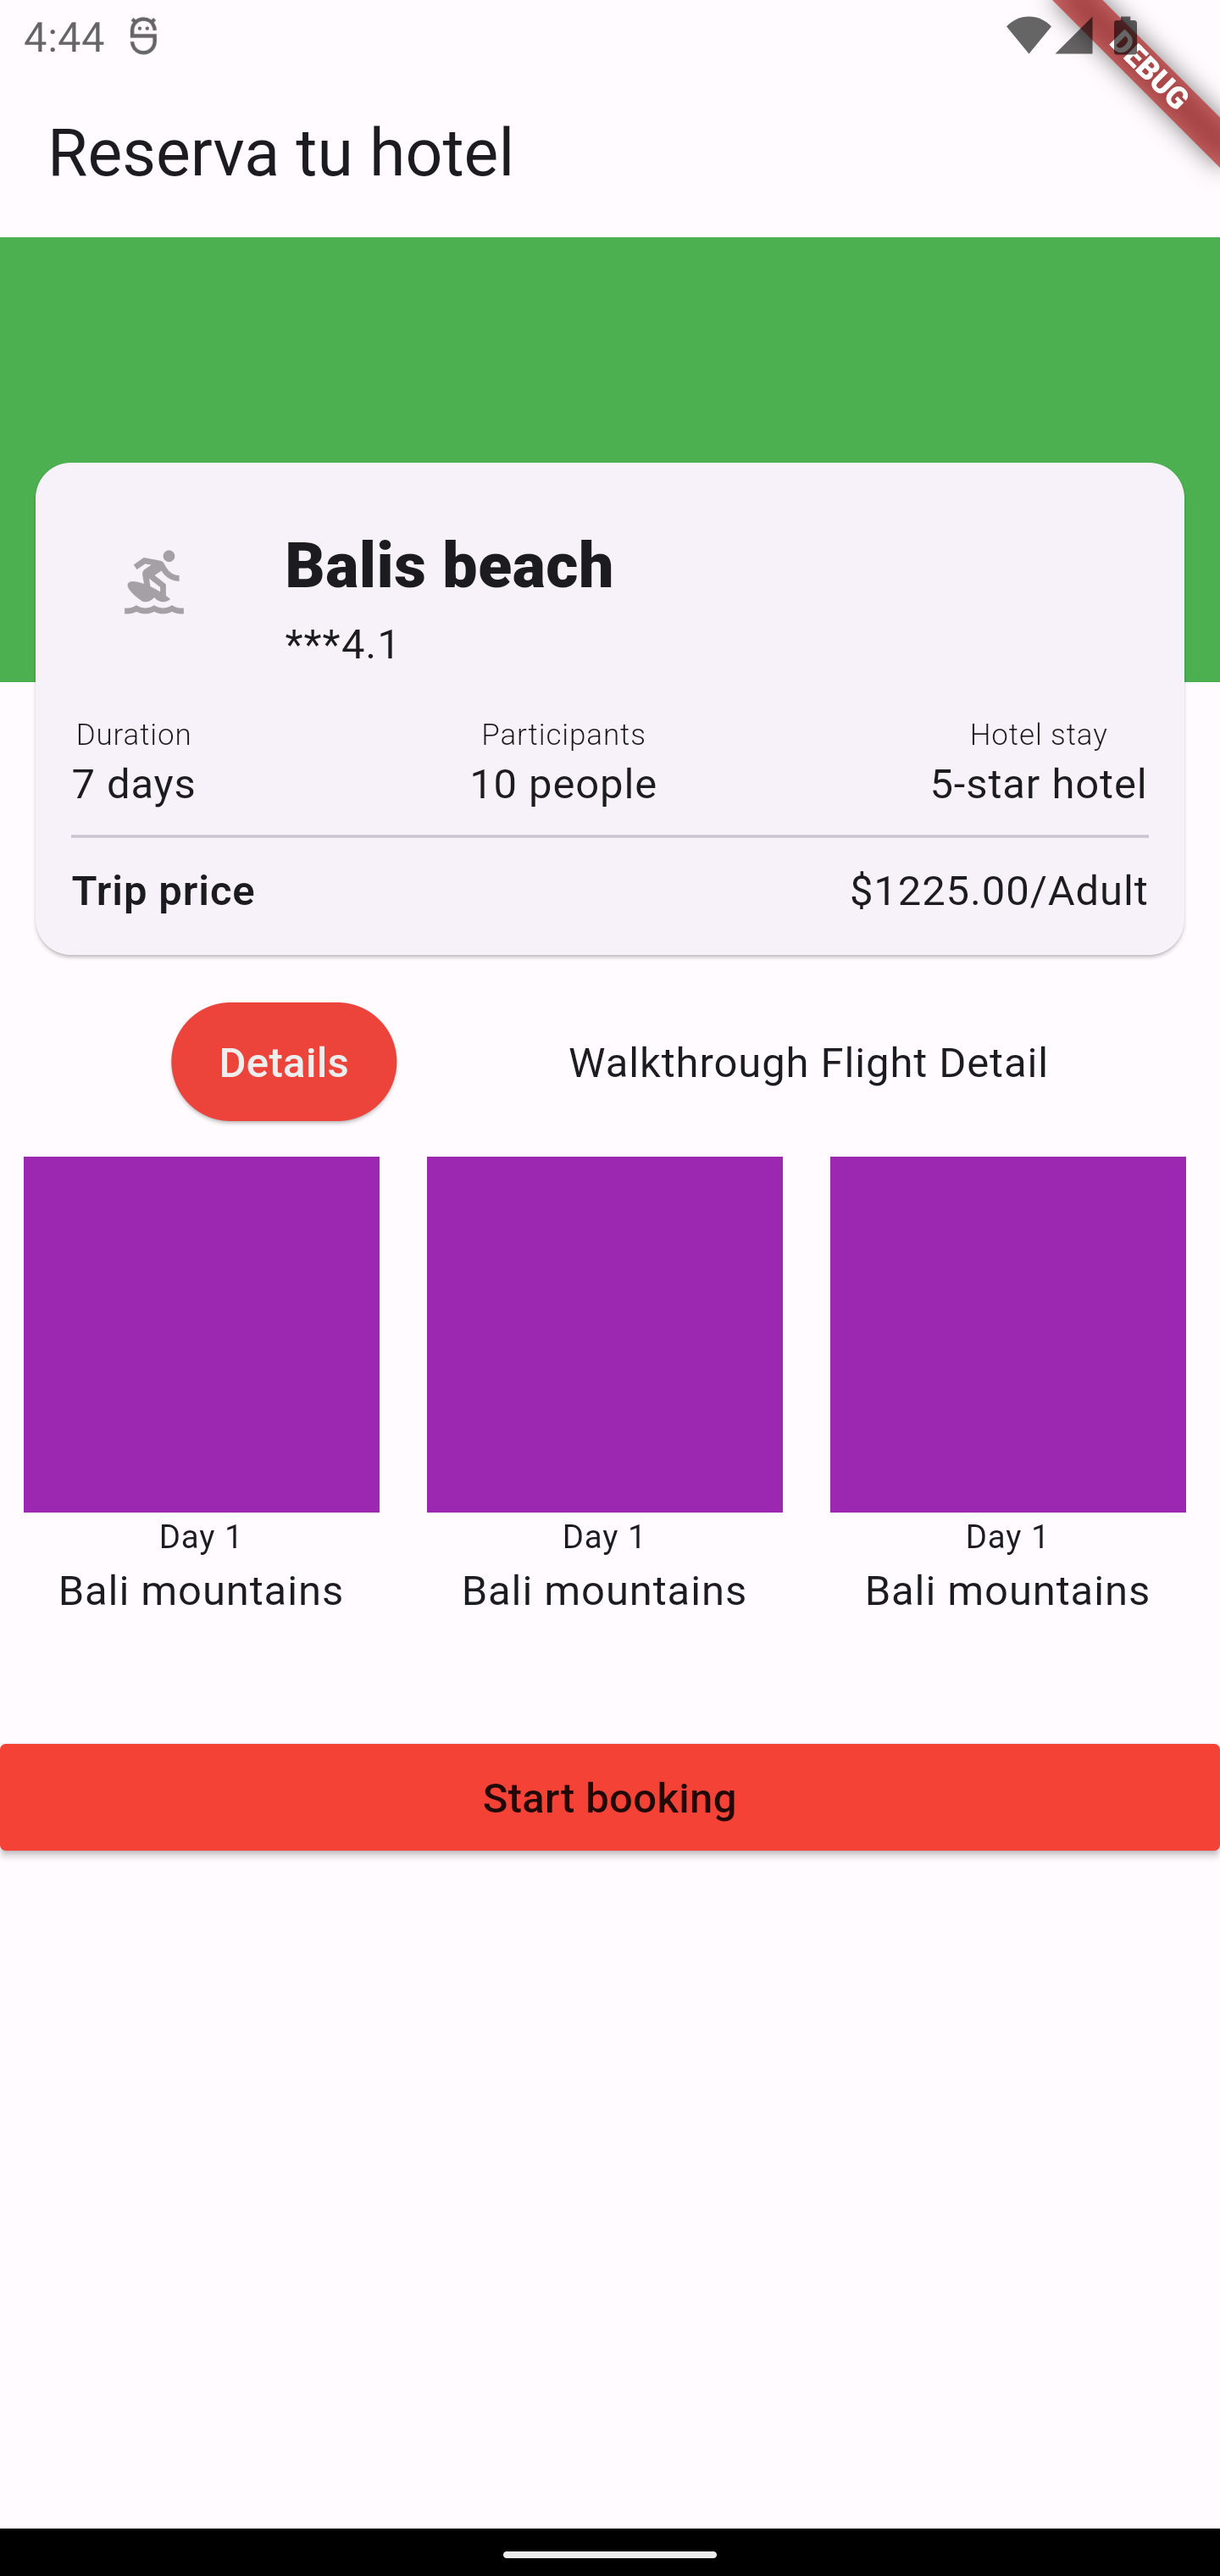 4:44
DEBUG
Reserva tu hotel
Balis beach
***4.1
Duration Participants Hotel stay
7 days 10 people 5-star hotel
Trip price $1225.00/Adult
Details Walkthrough Flight Detail
Day 1 Day 1 Day 1
Bali mountains Bali mountains Bali mountains
Start booking